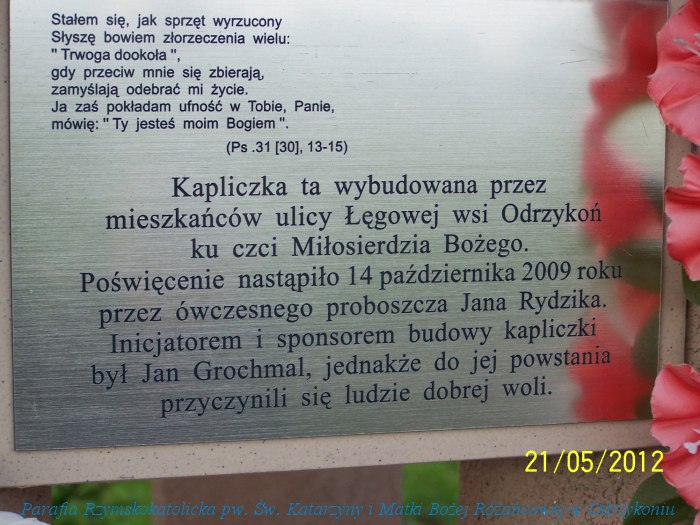 Stałem się, jak sprzęt wyrzucony
Słyszę bowiem złorzeczenia wielu:
" Trwoga dookoła ",
gdy przeciw mnie się zbierają,
zamyślają odebrać mi życie.
Ja zaś pokładam ufność w Tobie, Panie,
mówię: " Ty jesteś moim Bogiem ".
(Ps .31 [30], 13-15)
Kapliczka ta wybudowana przez
mieszkańców ulicy Łęgowej wsi Odrzykoń
ku czci Miłosierdzia Bożego.
Poświęcenie nastąpiło 14 października 2009 roku
przez ówczesnego proboszcza Jana Rydzika.
Inicjatorem i sponsorem budowy kapliczki
był Jan Grochmal, jednakże do jej powstania
przyczynili się ludzie dobrej woli.
21/05/2012
Parafia Rzymskokatolicka pw. Św. Katarzyny i Matki Bożej Różańcowej w Odrzykoniu